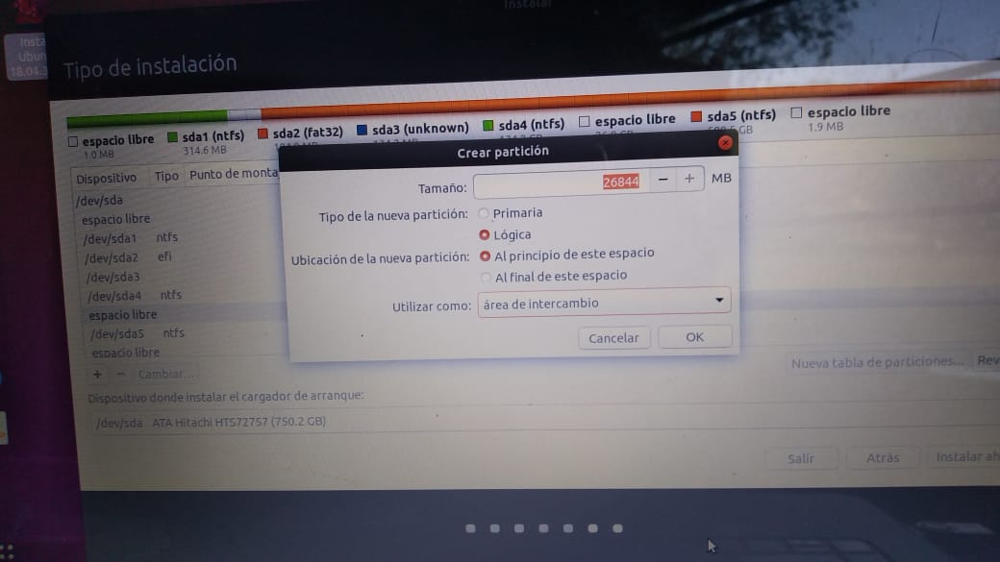 Instalar
Insta
Ubun
18.04.3
Tipo de instalación
espacio libre
1.0 MB
sda1 (ntfs)
314.6 MB
sda2 (fat32)
sda3 (unknown)
sda4 (ntfs)
espacio libre
sda5 (ntfs)
GB
espacio libre
1.9 MB
Dispositivo Tipo Punto de monta
/dev/sda
espacio libre
/dev/sda1 ntfs
/dev/sda2 efi
/dev/sda3
/dev/sda4 ntfs
espacio libre
/dev/sda5 ntfs
espacio libre
+ − Cambiar...
Crear partición
Tamaño: 26844 − + MB
Tipo de la nueva partición: Primaria
Lógica
Ubicación de la nueva partición: Al principio de este espacio
Al final de este espacio
Utilizar como: área de intercambio
Cancelar OK
Nueva tabla de particiones... Rev
Dispositivo donde instalar el cargador de arranque:
/dev/sda ATA Hitachi HTS72757 (750.2 GB)
Salir Atrás Instalar ah